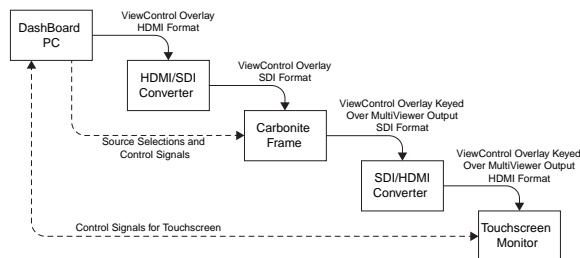 DashBoard
PC
ViewControl Overlay
HDMI Format
HDMI/SDI
Converter
ViewControl Overlay
SDI Format
Source Selections and
Control Signals
Carbonite
Frame
ViewControl Overlay Keyed
Over MultiViewer Output
SDI Format
SDI/HDMI
Converter
ViewControl Overlay Keyed
Over MultiViewer Output
HDMI Format
Control Signals for Touchscreen
Touchscreen
Monitor